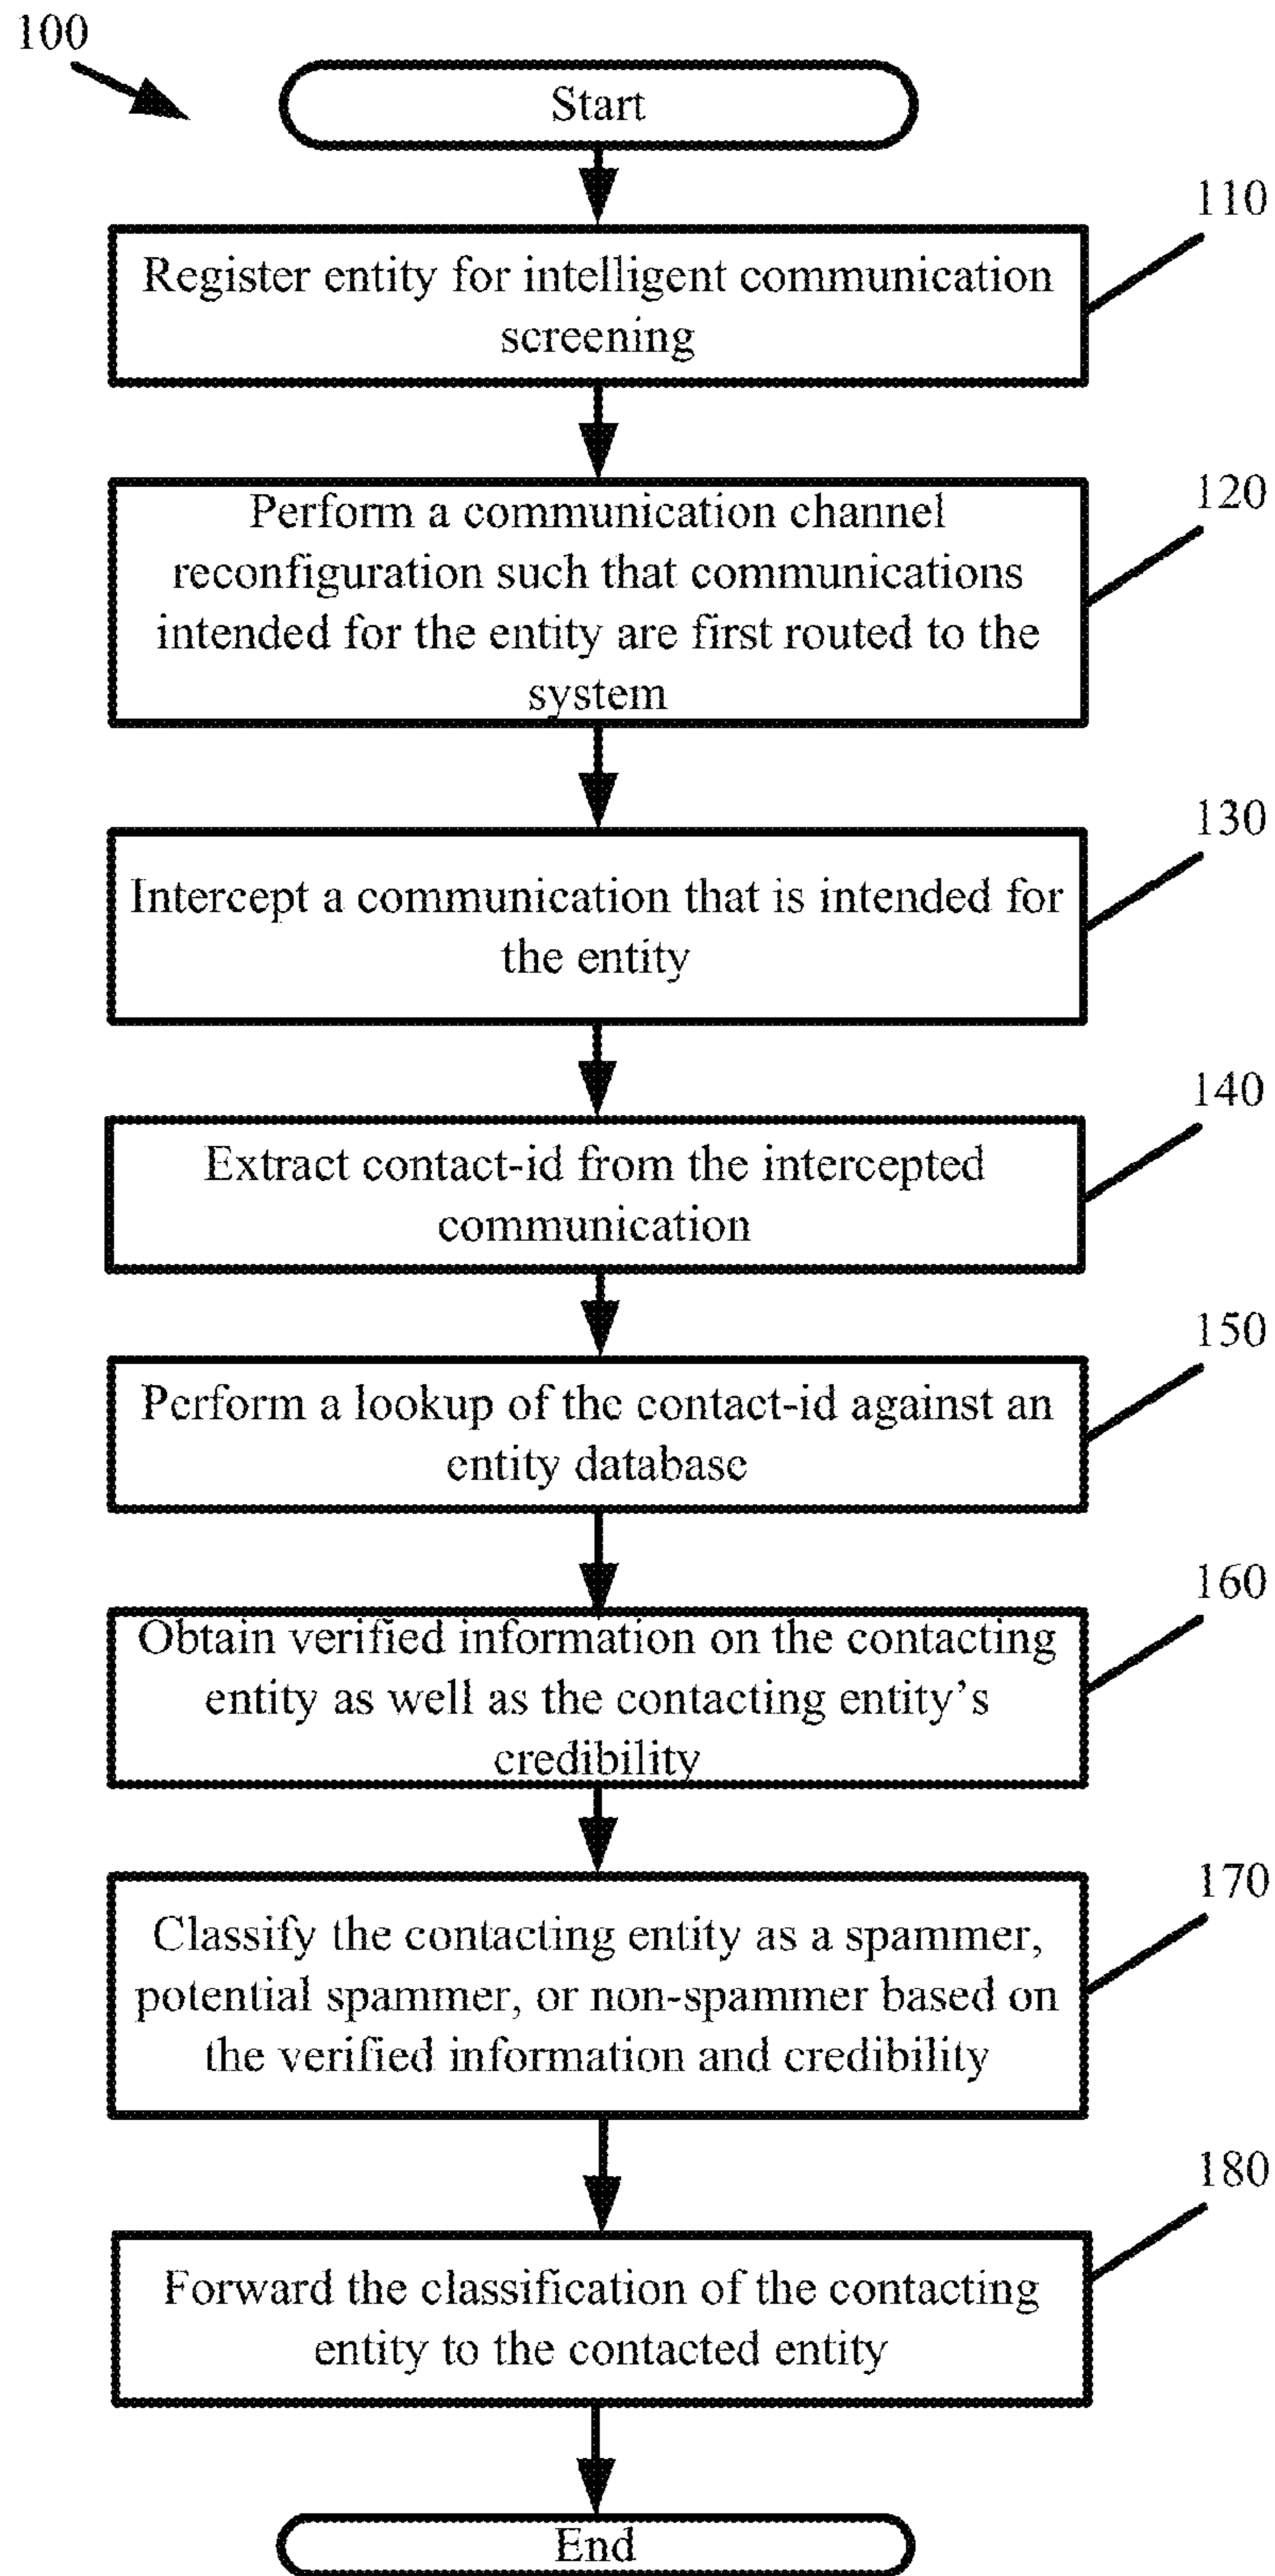 100
Start
110
Register entity for intelligent communication
screening
120
Perform a communication channel
reconfiguration such that communications
intended for the entity are first routed to the
system
130
Intercept a communication that is intended for
the entity
140
Extract contact-id from the intercepted
communication
150
Perform a lookup of the contact-id against an
entity database
160
Obtain verified information on the contacting
entity as well as the contacting entity’s
credibility
170
Classify the contacting entity as a spammer,
potential spammer, or non-spammer based on
the verified information and credibility
180
Forward the classification of the contacting
entity to the contacted entity
End